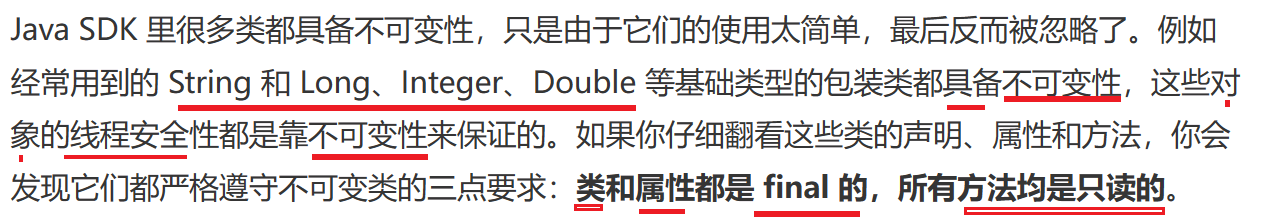 Java SDK 里很多类都具备不可变性，只是由于它们的使用太简单，最后反而被忽略了。例如
经常用到的 String 和 Long、Integer、Double 等基础类型的包装类都具备不可变性，这些对
象的线程安全性都是靠不可变性来保证的。如果你仔细翻看这些类的声明、属性和方法，你会
发现它们都严格遵守不可变类的三点要求：类和属性都是 final 的，所有方法均是只读的。